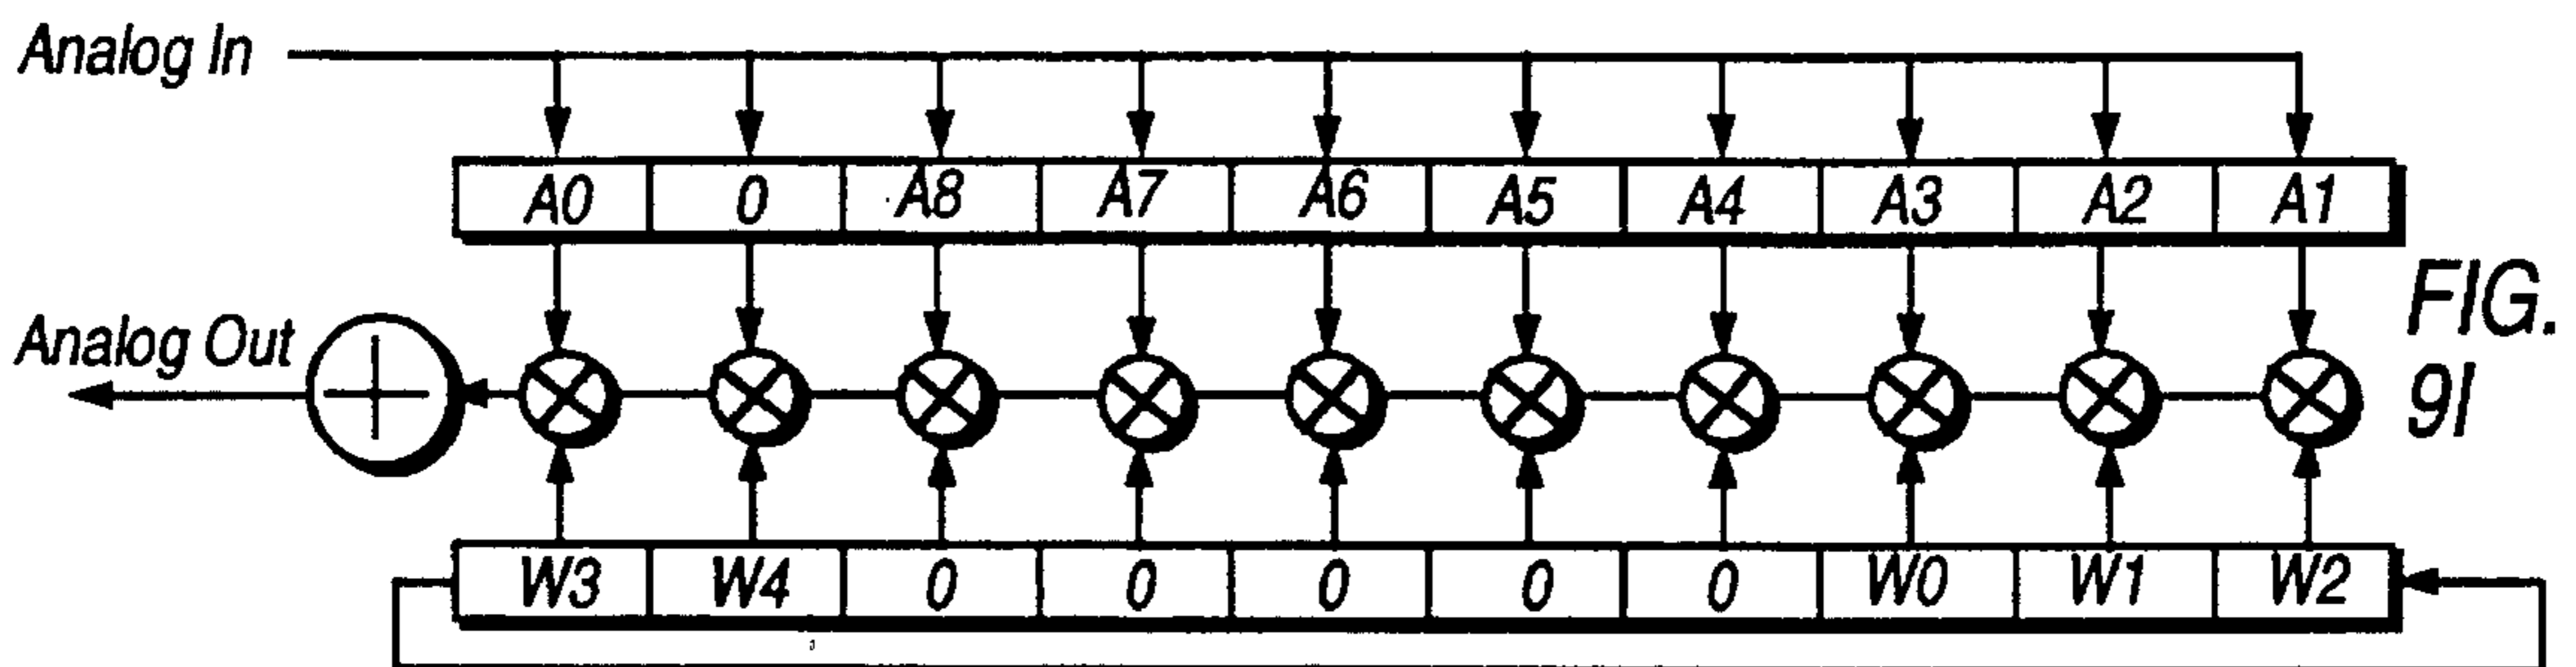 Analog In
A0 0 A8 A7 A6 A5 A4 A3 A2 A1
FIG.
9I
Analog Out
W3 W4 0 0 0 0 0 W0 W1 W2